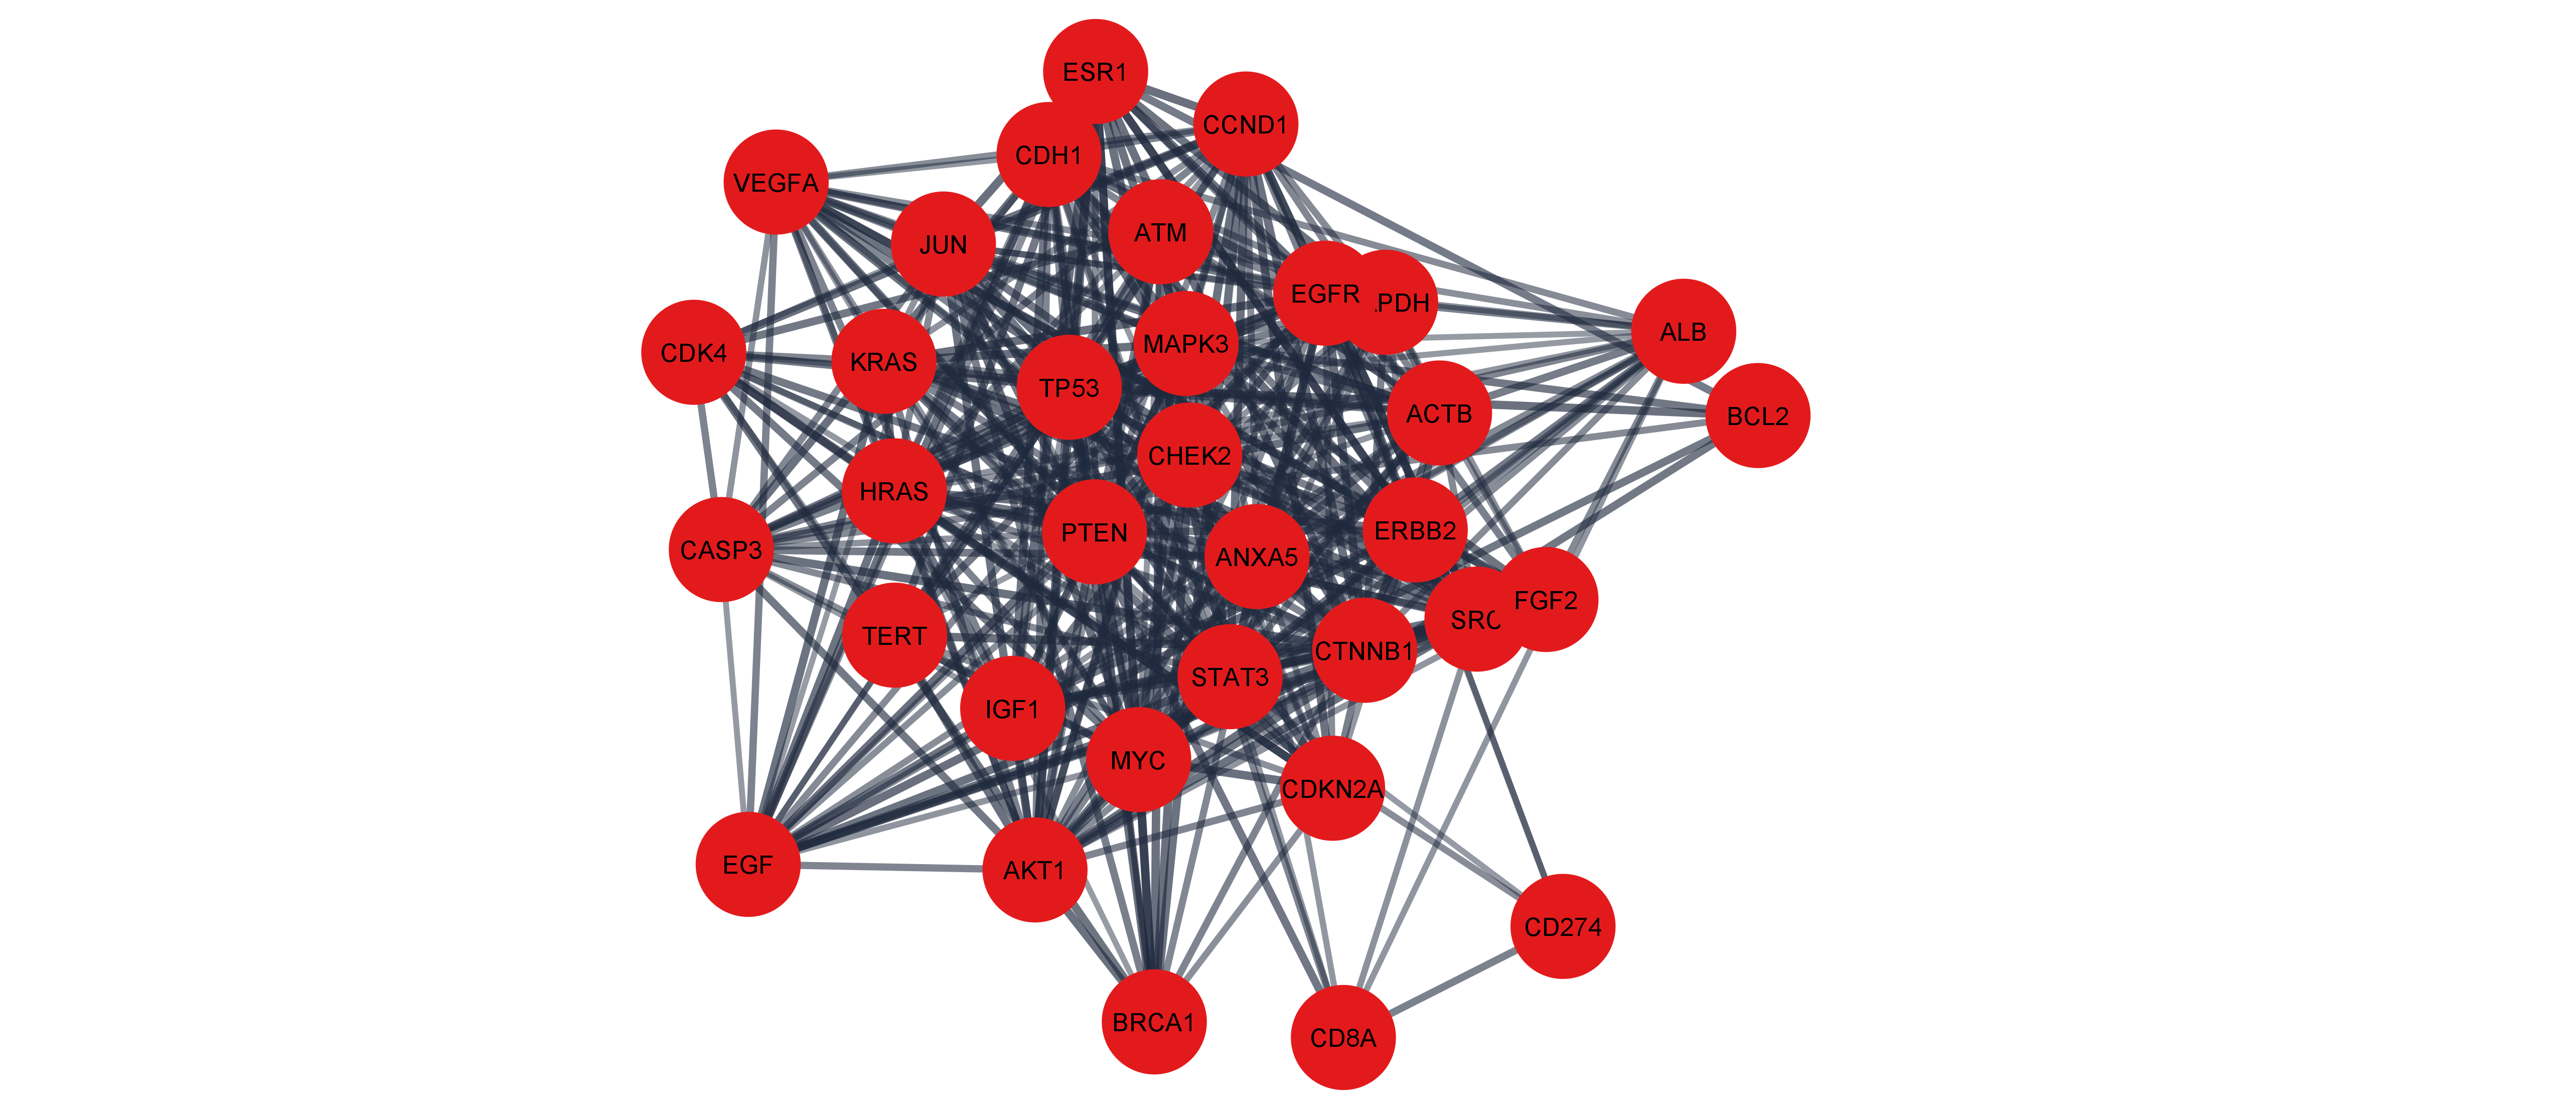 ESR1
CCND1
CDH1
VEGFA
ATM
JUN
EGFR
.PDH
ALB
MAPK3
CDK4
KRAS
TP53
ACTB
BCL2
CHEK2
HRAS
ERBB2
PTEN
CASP3
ANXA5
FGF2
SRC
TERT
CTNNB1
STAT3
IGF1
MYC
CDKN2A
EGF
AKT1
CD274
BRCA1
CD8A